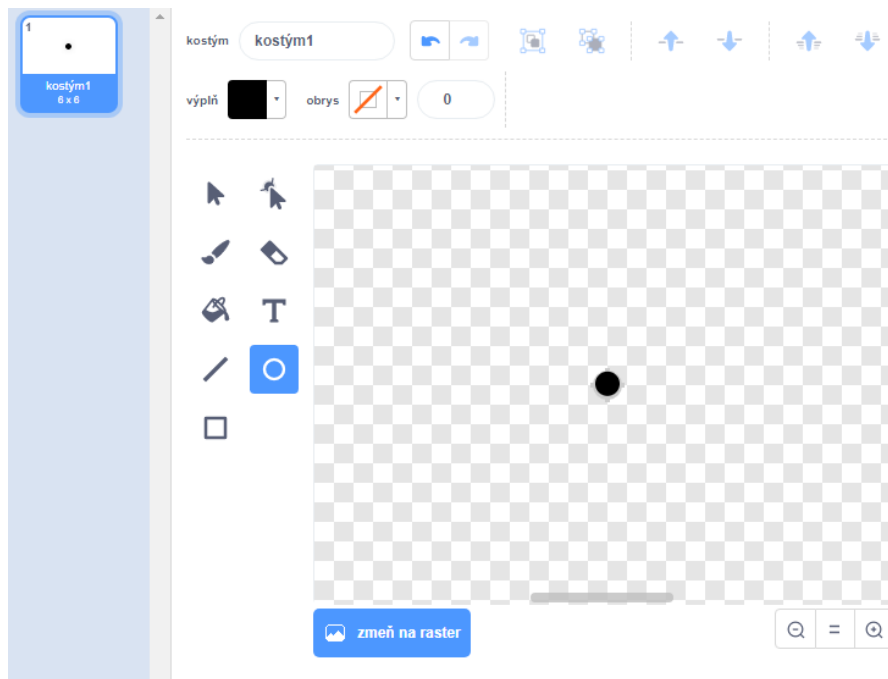 1
kostým1
6 x 6
kostým kostým1
výplň obrys 0
T
zmeň na raster